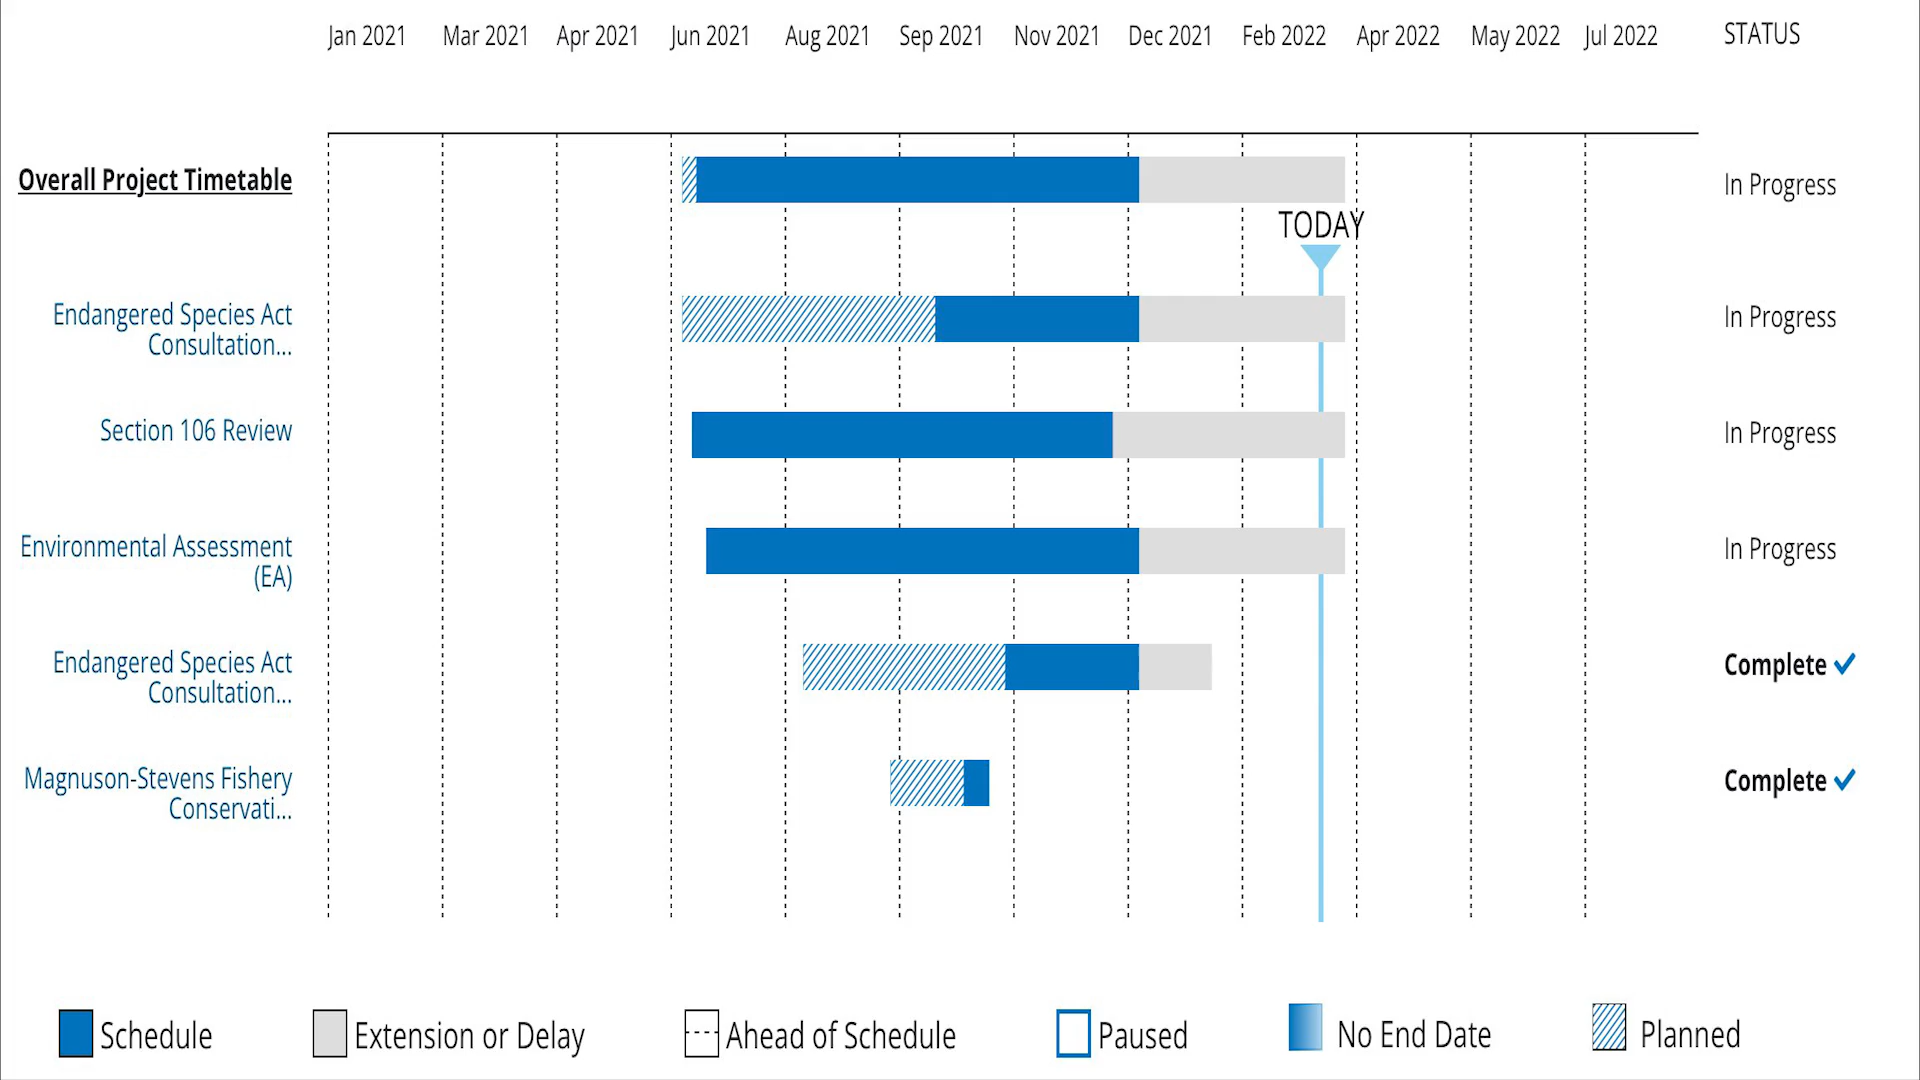 Jan 2021 Mar 2021 Apr 2021 Jun 2021 Aug 2021 Sep 2021 Nov 2021 Dec 2021 Feb 2022 Apr 2022 May 2022 Jul 2022 STATUS
Overall Project Timetable In Progress
TODAY
Endangered Species Act
Consultation...
In Progress
Section 106 Review In Progress
Environmental Assessment
(EA)
In Progress
Endangered Species Act
Consultation...
Complete
Magnuson-Stevens Fishery
Conservati...
Complete
Schedule Extension or Delay Ahead of Schedule Paused No End Date Planned